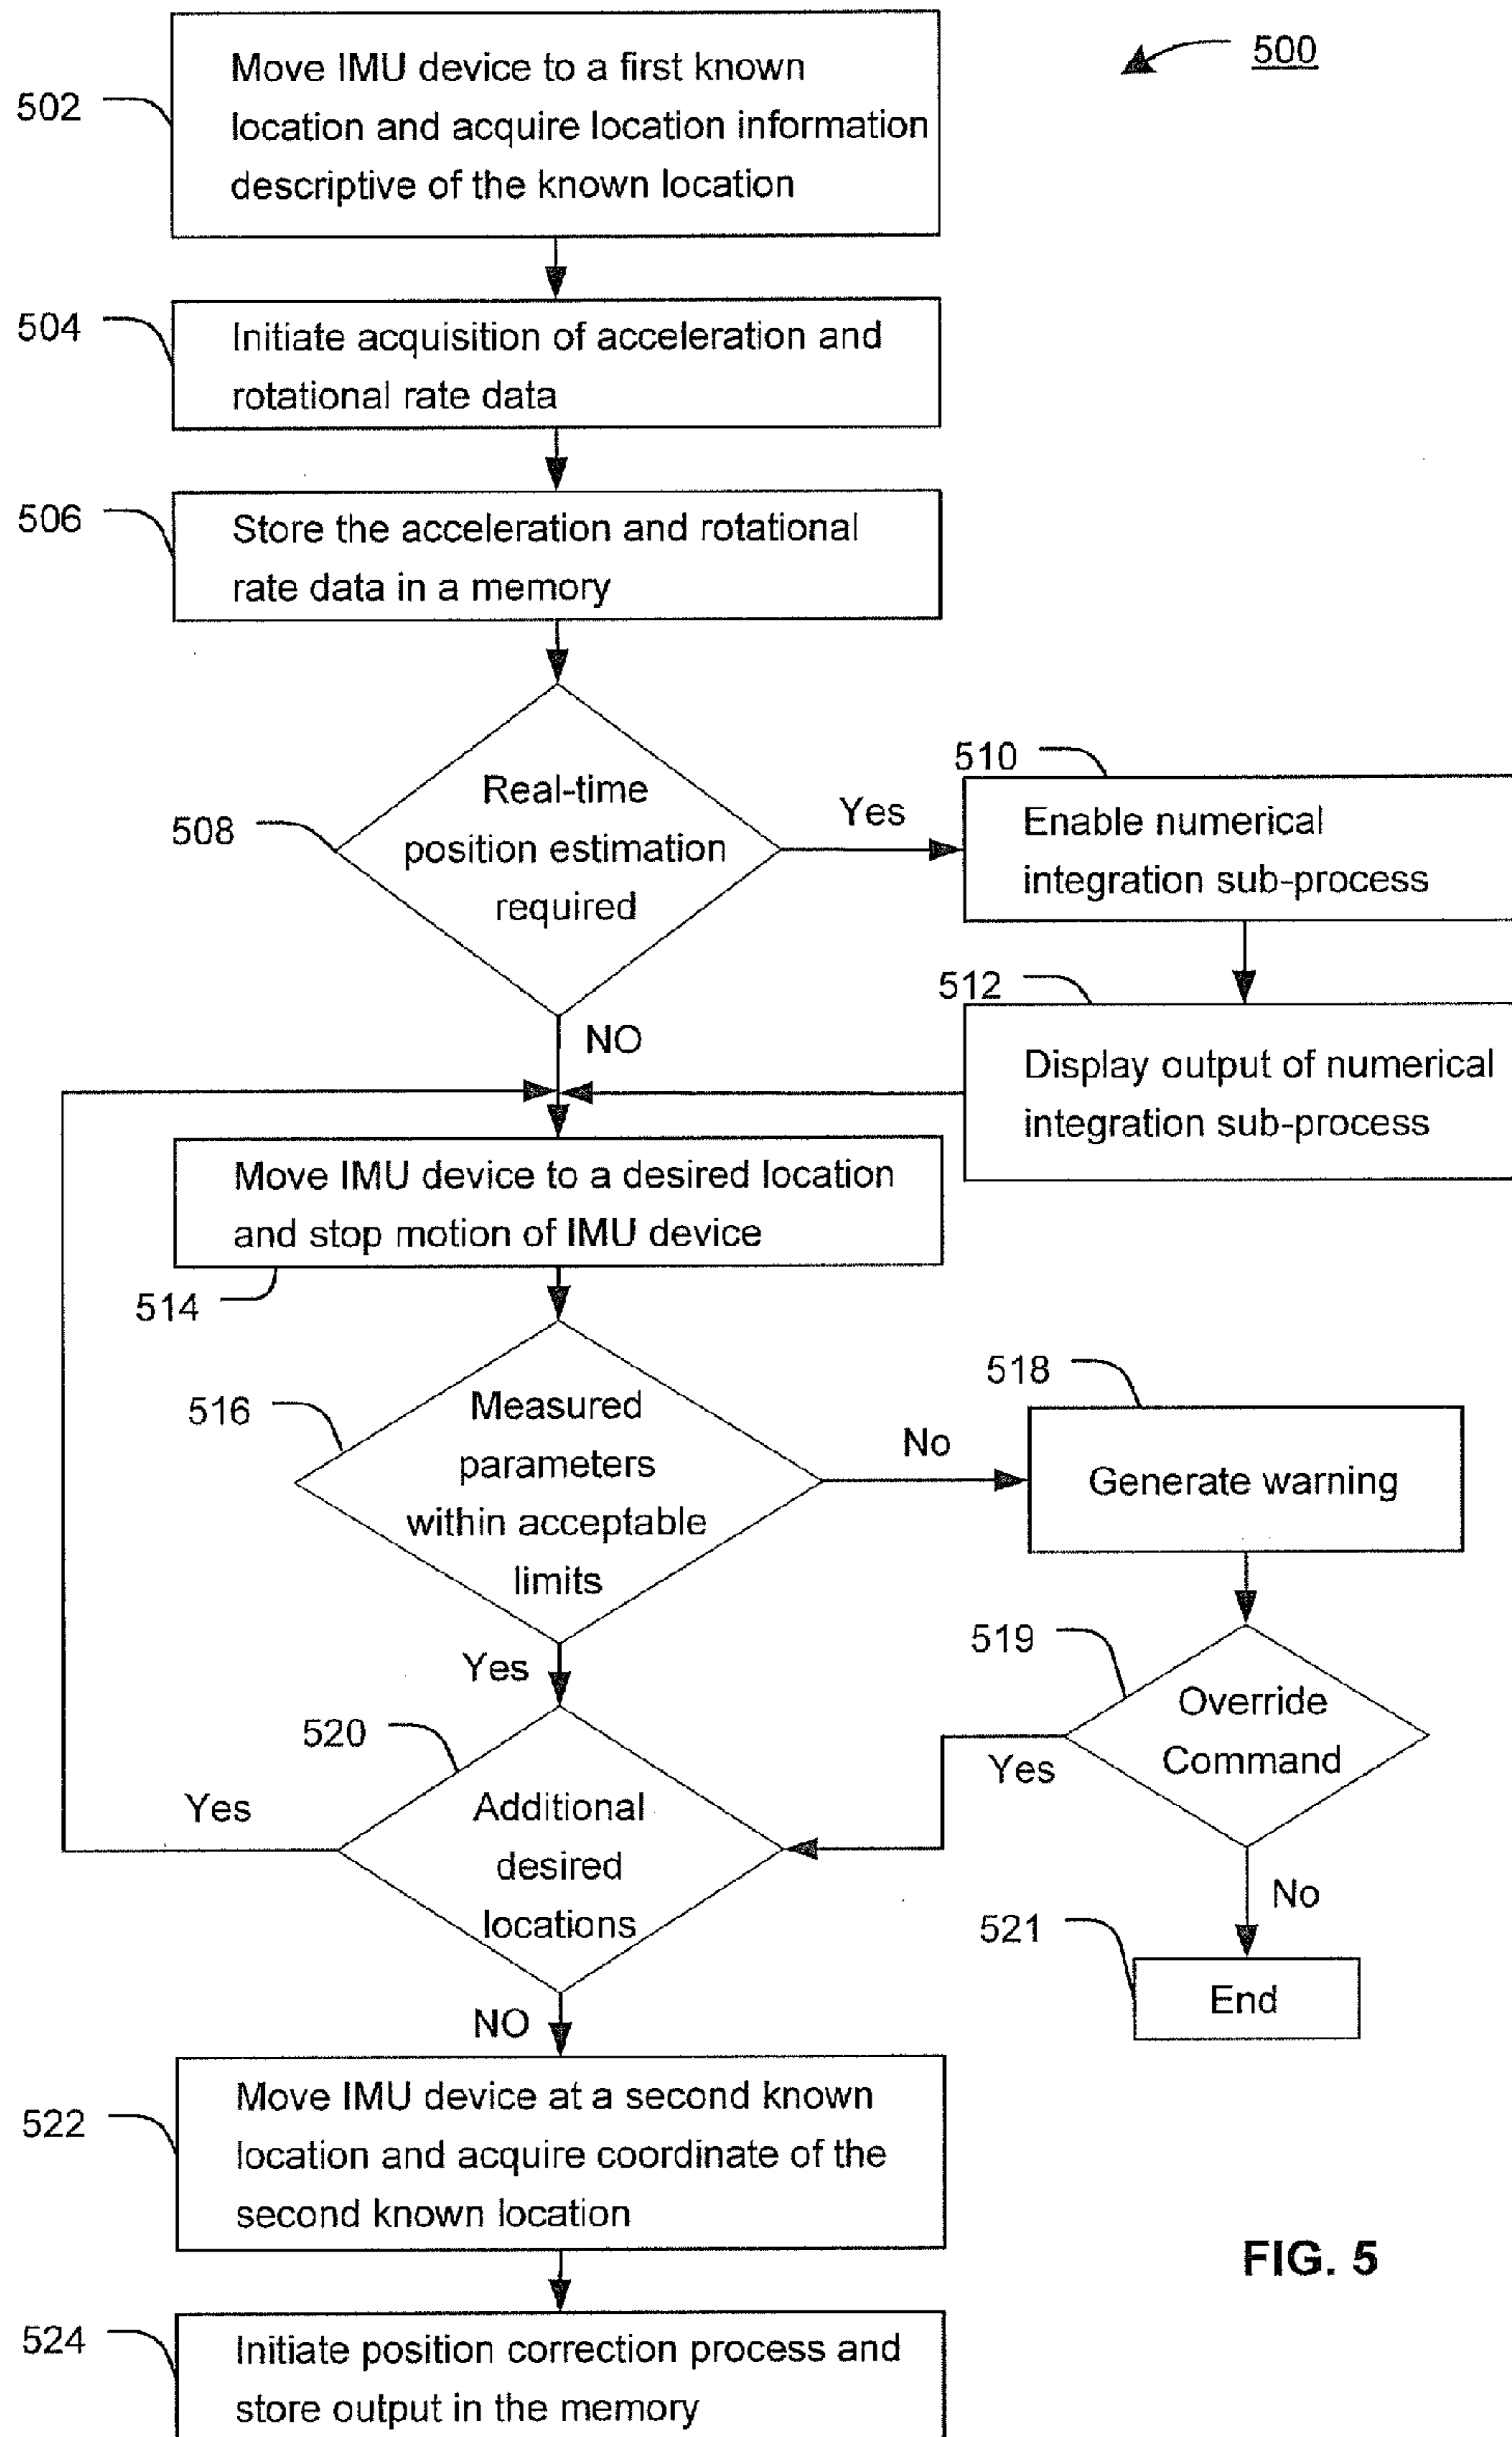 500
502
Move IMU device to a first known
location and acquire location information
descriptive of the known location
504
Initiate acquisition of acceleration and
rotational rate data
506
Store the acceleration and rotational
rate data in a memory
508
Real-time
position estimation
required
Yes
510
Enable numerical
integration sub-process
512
Display output of numerical
integration sub-process
NO
Move IMU device to a desired location
and stop motion of IMU device
514
516
Measured
parameters
within acceptable
limits
No
518
Generate warning
519
Override
Command
Yes
No
521
End
Yes
520
Additional
desired
locations
Yes
NO
522
Move IMU device at a second known
location and acquire coordinate of the
second known location
524
Initiate position correction process and
store output in the memory
FIG. 5